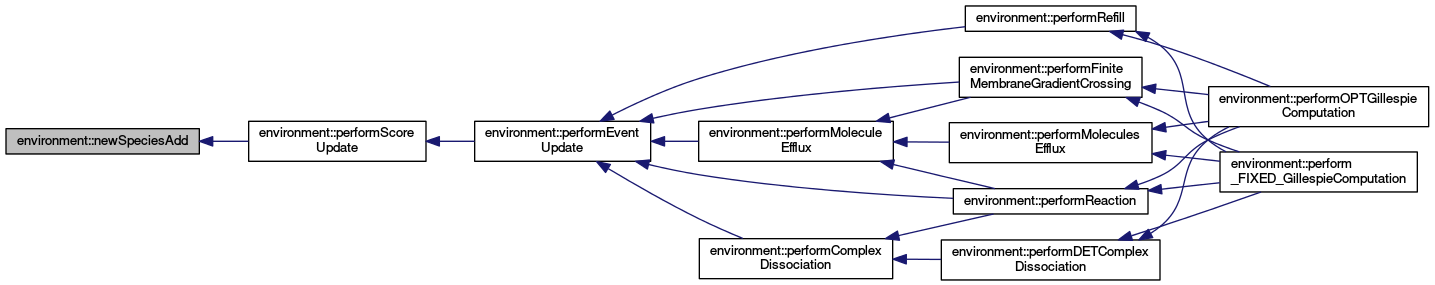 environment::newSpeciesAdd
environment::performScore
Update
environment::performEvent
Update
environment::performRefill
environment::performFinite
MembraneGradientCrossing
environment::performMolecule
Efflux
environment::performMolecules
Efflux
environment::performReaction
environment::performComplex
Dissociation
environment::performDETComplex
Dissociation
environment::performOPTGillespie
Computation
environment::perform
_FIXED_GillespieComputation